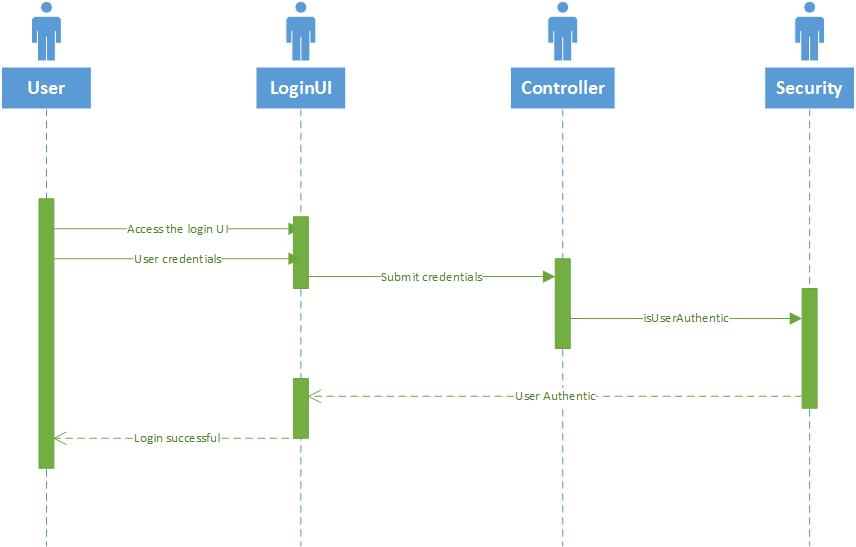 User
LoginUI
Controller
Security
Access the login UI
User credentials
Submit credentials
isUserAuthentic
User Authentic
Login successful